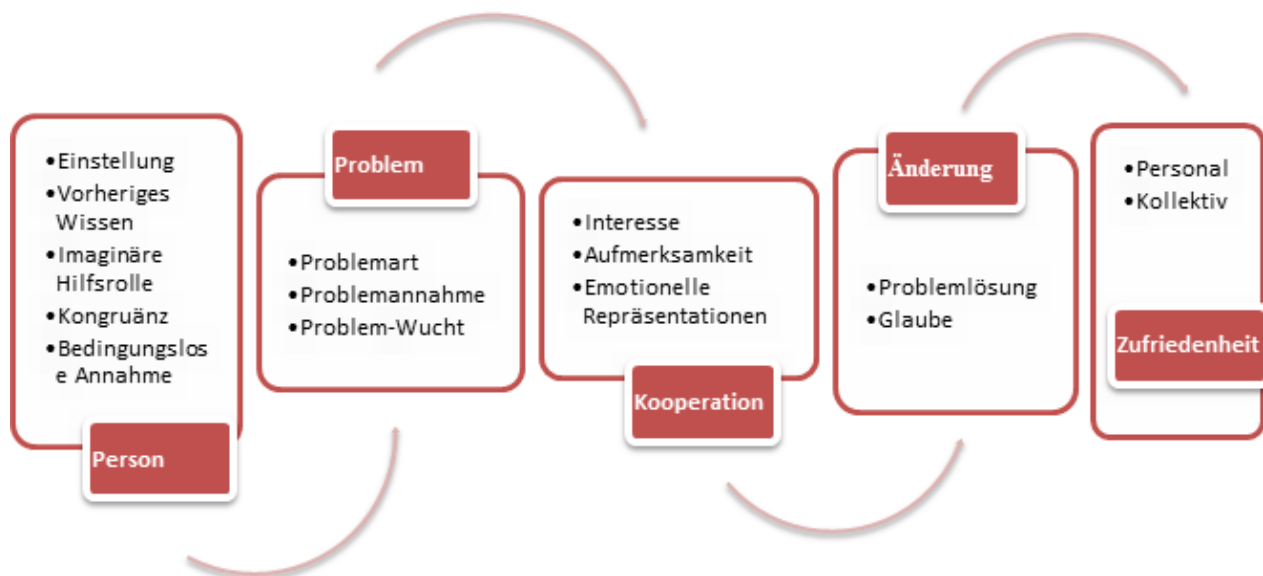 •Einstellung
•Vorheriges
Wissen
•Imaginäre
Hilfsrolle
•Kongruänz
•Bedingungslos
e Annahme
Person
Problem
•Problemart
•Problemannahme
•Problem-Wucht
•Interesse
•Aufmerksamkeit
•Emotionelle
Repräsentationen
Kooperation
Änderung
•Problemlösung
•Glaube
•Personal
•Kollektiv
Zufriedenheit